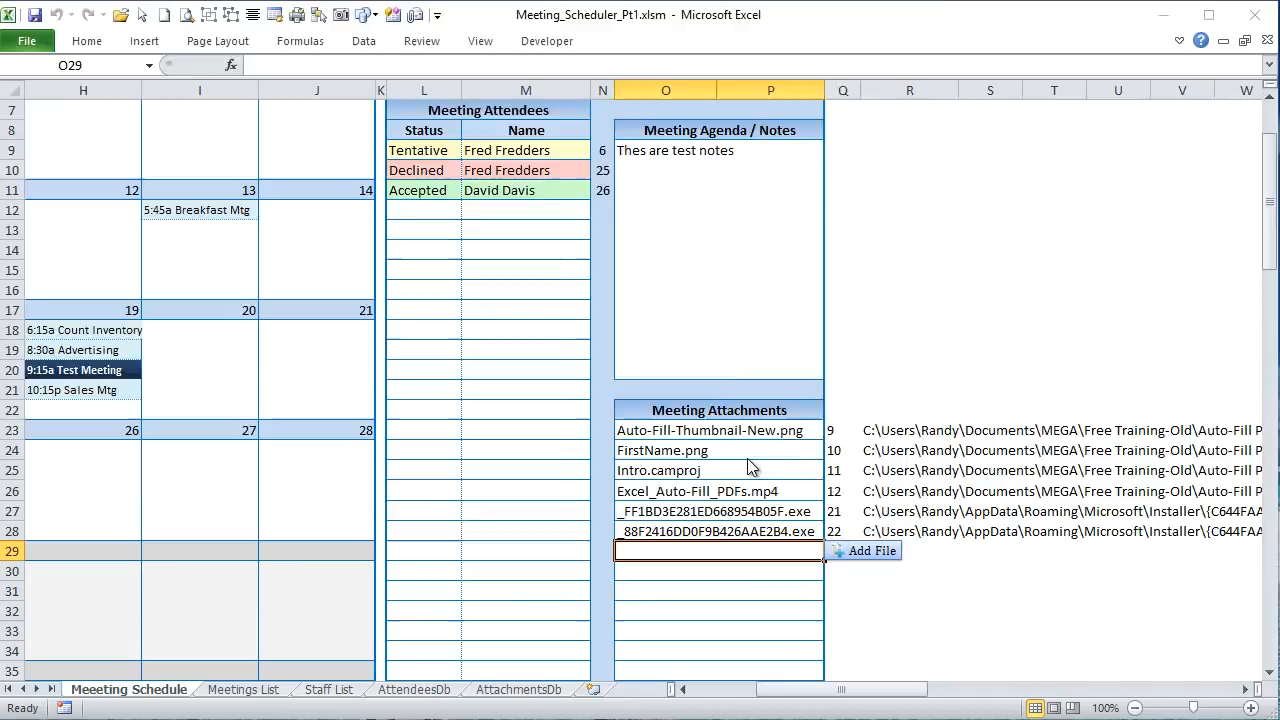 Meeting_Scheduler_Pt1.xlsm - Microsoft Excel
File Home Insert Page Layout Formulas Data Review View Developer
O29 fx
H I J K L M N O P Q R S T U V W
7 Meeting Attendees
8 Status Name Meeting Agenda / Notes
9 Tentative Fred Fredders 6 Thes are test notes
10 Declined Fred Fredders 25
11 12 13 14 Accepted David Davis 26
12 5:45a Breakfast Mtg
13
14
15
16
17 19 20 21
18 6:15a Count Inventory
19 8:30a Advertising
20 9:15a Test Meeting
21 10:15p Sales Mtg
22 Meeting Attachments
23 26 27 28 Auto-Fill-Thumbnail-New.png 9 C:\Users\Randy\Documents\MEGA\Free Training-Old\Auto-Fill P
24 FirstName.png 10 C:\Users\Randy\Documents\MEGA\Free Training-Old\Auto-Fill P
25 Intro.camproj 11 C:\Users\Randy\Documents\MEGA\Free Training-Old\Auto-Fill P
26 Excel_Auto-Fill_PDFs.mp4 12 C:\Users\Randy\Documents\MEGA\Free Training-Old\Auto-Fill P
27 _FF1BD3E281ED668954B05F.exe 21 C:\Users\Randy\AppData\Roaming\Microsoft\Installer\{C644FAA
28 _88F2416DD0F9B426AAE2B4.exe 22 C:\Users\Randy\AppData\Roaming\Microsoft\Installer\{C644FAA
29 Add File
30
31
32
33
34
35
Meeeting Schedule Meetings List Staff List AttendeesDb AttachmentsDb
Ready 100%